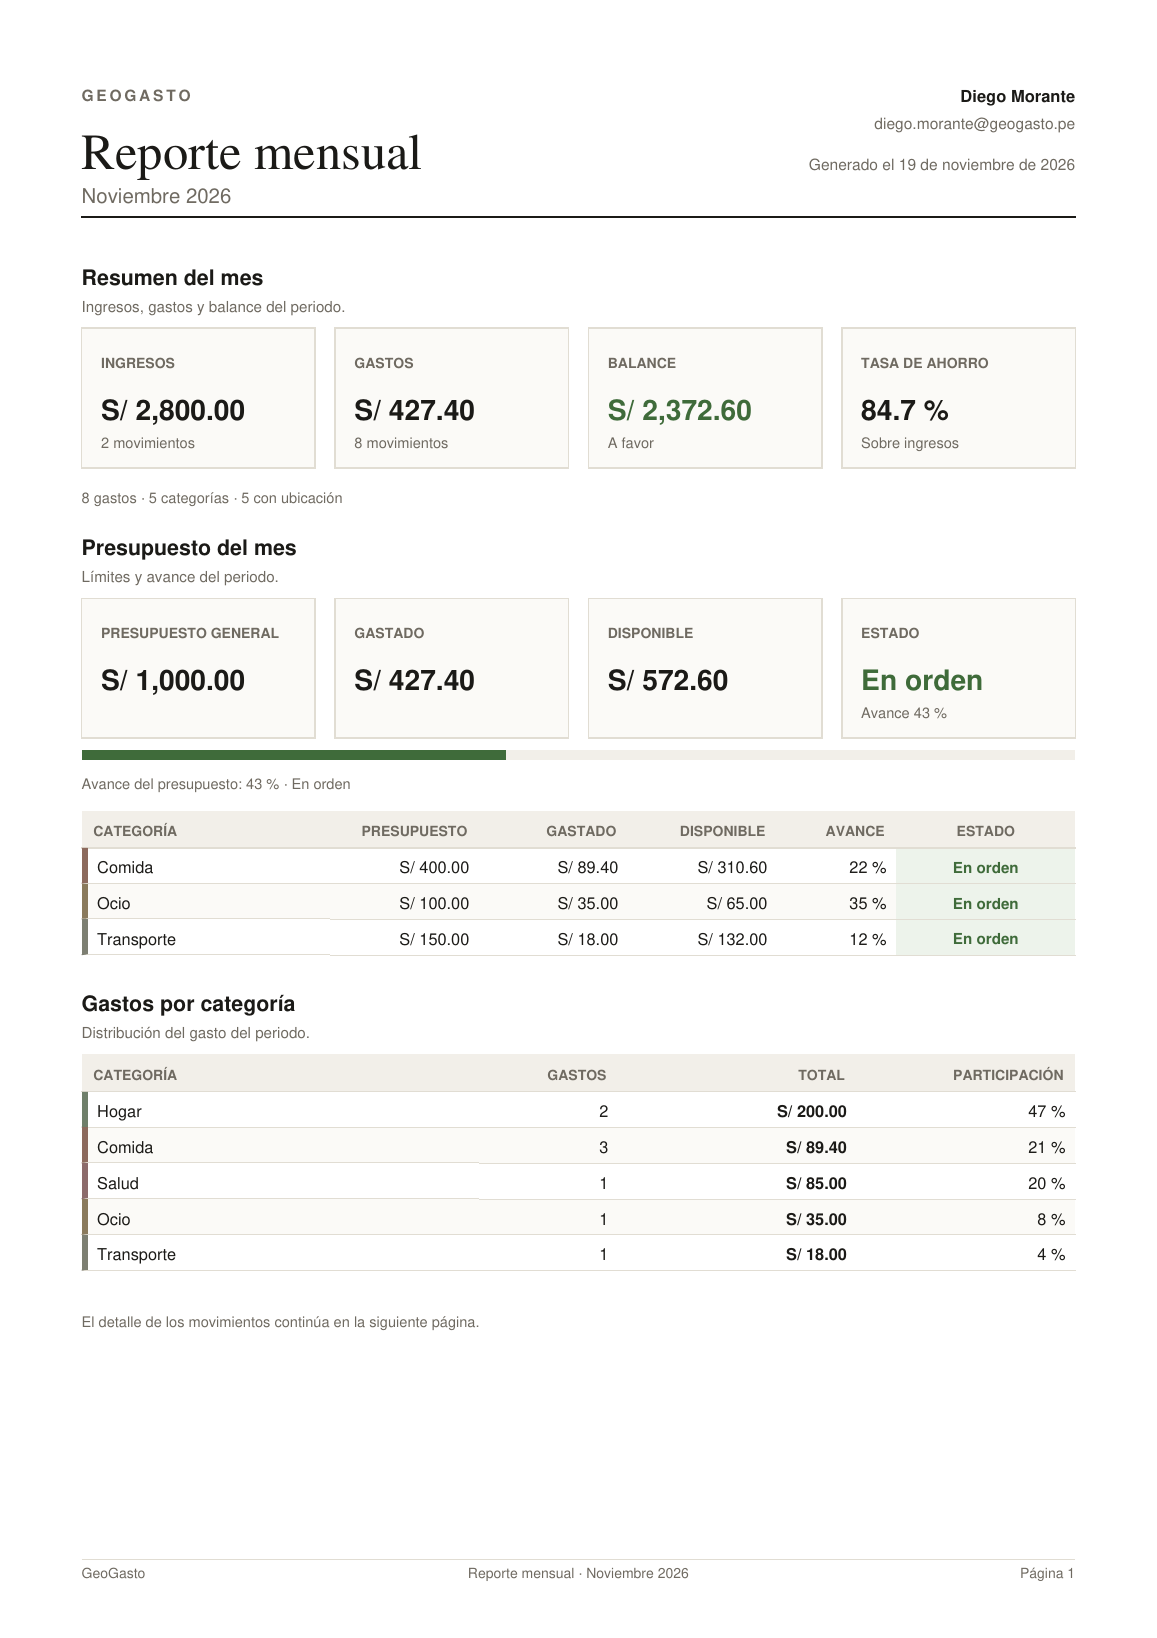 GEOGASTO
Reporte mensual
Noviembre 2026
Diego Morante
diego.morante@geogasto.pe
Generado el 19 de noviembre de 2026
Resumen del mes
Ingresos, gastos y balance del periodo.
INGRESOS
S/ 2,800.00
2 movimientos
GASTOS
S/ 427.40
8 movimientos
BALANCE
S/ 2,372.60
A favor
TASA DE AHORRO
84.7 %
Sobre ingresos
8 gastos · 5 categorías · 5 con ubicación
Presupuesto del mes
Límites y avance del periodo.
PRESUPUESTO GENERAL
S/ 1,000.00
GASTADO
S/ 427.40
DISPONIBLE
S/ 572.60
ESTADO
En orden
Avance 43 %
Avance del presupuesto: 43 % · En orden
CATEGORÍA PRESUPUESTO GASTADO DISPONIBLE AVANCE ESTADO
Comida S/ 400.00 S/ 89.40 S/ 310.60 22 % En orden
Ocio S/ 100.00 S/ 35.00 S/ 65.00 35 % En orden
Transporte S/ 150.00 S/ 18.00 S/ 132.00 12 % En orden
Gastos por categoría
Distribución del gasto del periodo.
CATEGORÍA GASTOS TOTAL PARTICIPACIÓN
Hogar 2 S/ 200.00 47 %
Comida 3 S/ 89.40 21 %
Salud 1 S/ 85.00 20 %
Ocio 1 S/ 35.00 8 %
Transporte 1 S/ 18.00 4 %
El detalle de los movimientos continúa en la siguiente página.
GeoGasto Reporte mensual · Noviembre 2026 Página 1